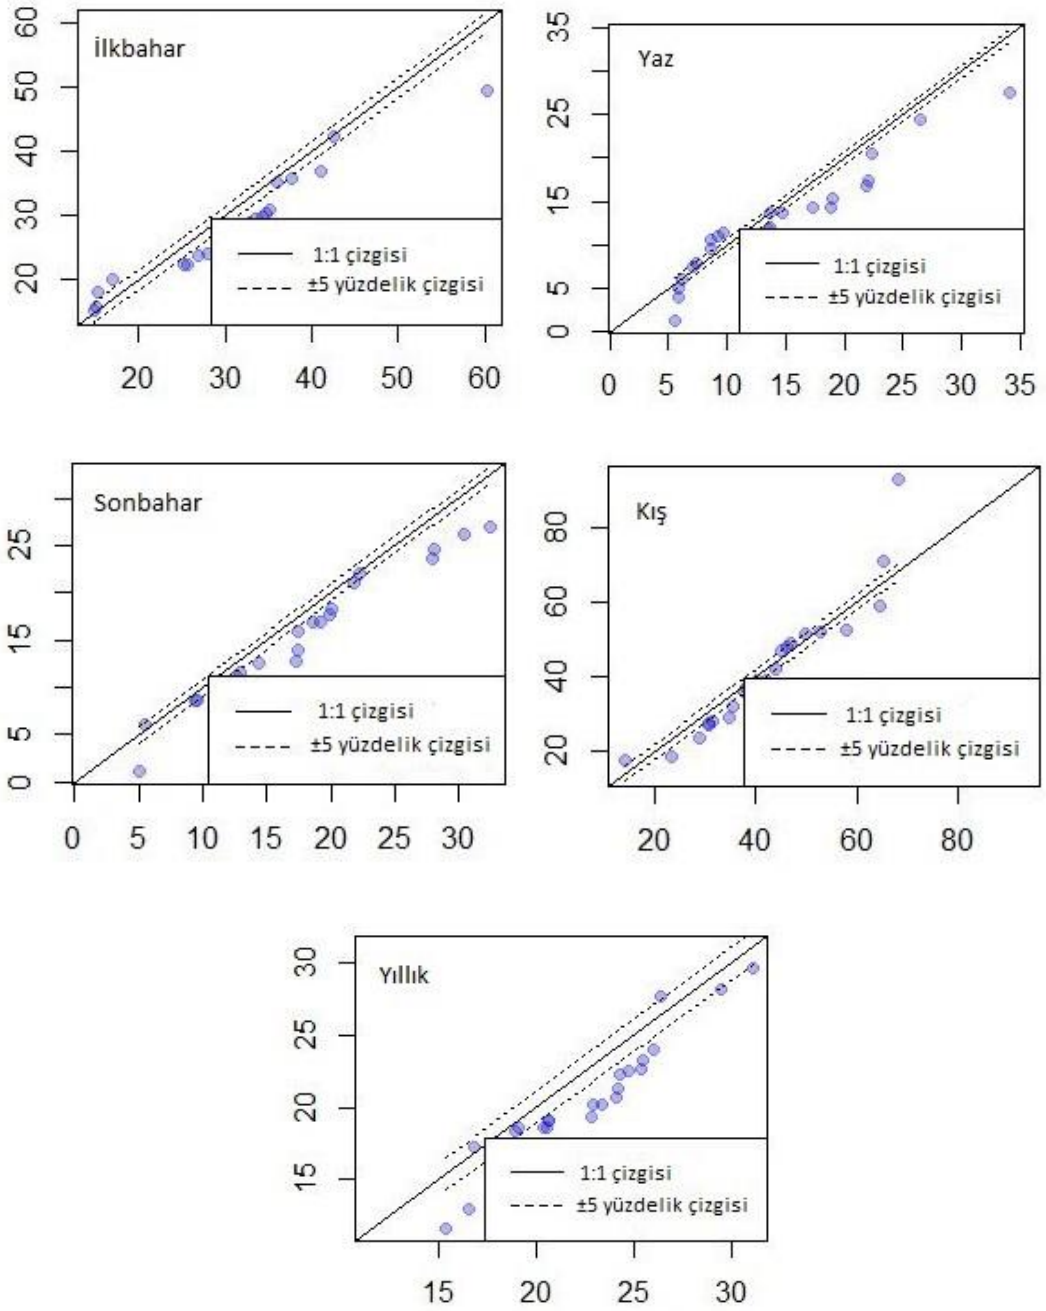 İlkbahar
60
50
40
30
20
1:1 çizgisi
±5 yüzdelik çizgisi
20 30 40 50 60
Yaz
35
25
15
5
0
1:1 çizgisi
±5 yüzdelik çizgisi
0 5 10 15 20 25 30 35
Sonbahar
25
15
5
0
1:1 çizgisi
±5 yüzdelik çizgisi
0 5 10 15 20 25 30
Kış
80
60
40
20
1:1 çizgisi
±5 yüzdelik çizgisi
20 40 60 80
Yıllık
30
25
20
15
1:1 çizgisi
±5 yüzdelik çizgisi
15 20 25 30